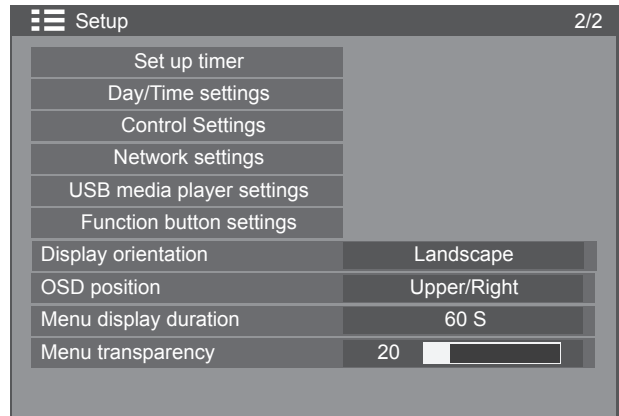 Setup 2/2
Set up timer
Day/Time settings
Control Settings
Network settings
USB media player settings
Function button settings
Display orientation Landscape
OSD position Upper/Right
Menu display duration 60 S
Menu transparency 20